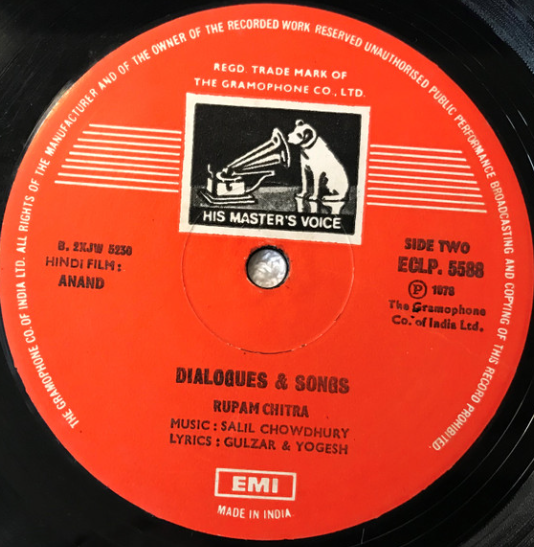 THE GRAMOPHONE CO. OF INDIA LTD. ALL RIGHTS OF THE MANUFACTURER AND OF THE OWNER OF THE RECORDED WORK RESERVED UNAUTHORISED PUBLIC PERFORMANCE BROADCASTING AND COPYING OF THIS RECORD PROHIBITED.
REGD. TRADE MARK OF
THE GRAMOPHONE CO., LTD.
HIS MASTER'S VOICE
B. 2XJW 5230
HINDI FILM :
ANAND
SIDE TWO
ECLP. 5588
Ⓟ 1978
The Gramophone
Co. of India Ltd.
DIALOGUES & SONGS
RUPAM CHITRA
MUSIC : SALIL CHOWDHURY
LYRICS : GULZAR & YOGESH
EMI
MADE IN INDIA.